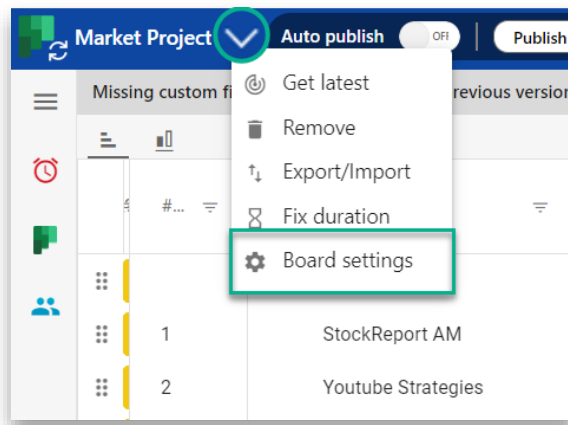 Market Project Auto publish OFF Publish
Missing custom fi revious version
Get latest
Remove
Export/Import
Fix duration
Board settings
#...
1 StockReport AM
2 Youtube Strategies